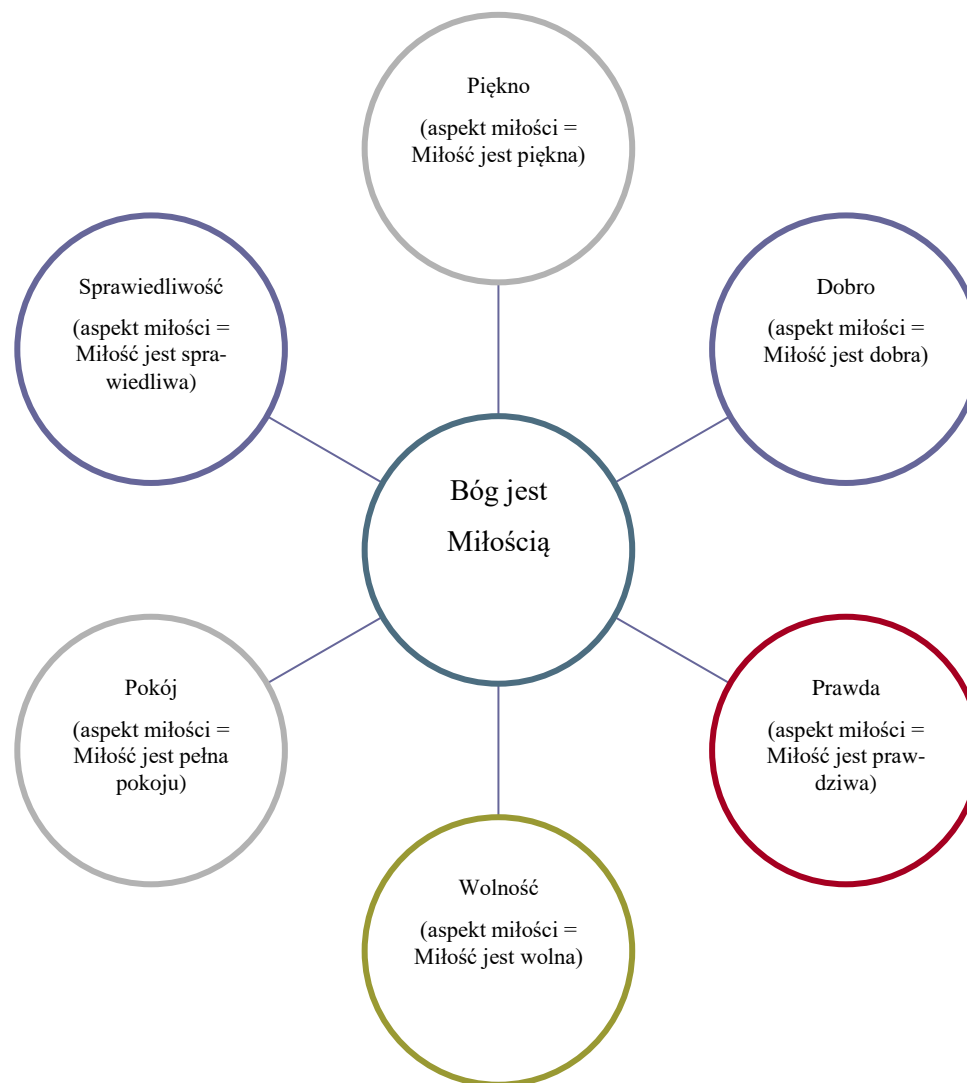 Piękno
(aspekt miłości =
Miłość jest piękna)
Sprawiedliwość
(aspekt miłości =
Miłość jest spra-
wiedliwa)
Dobro
(aspekt miłości =
Miłość jest dobra)
Bóg jest
Miłością
Pokój
(aspekt miłości =
Miłość jest pełna
pokoju)
Prawda
(aspekt miłości =
Miłość jest praw-
dziwa)
Wolność
(aspekt miłości =
Miłość jest wolna)